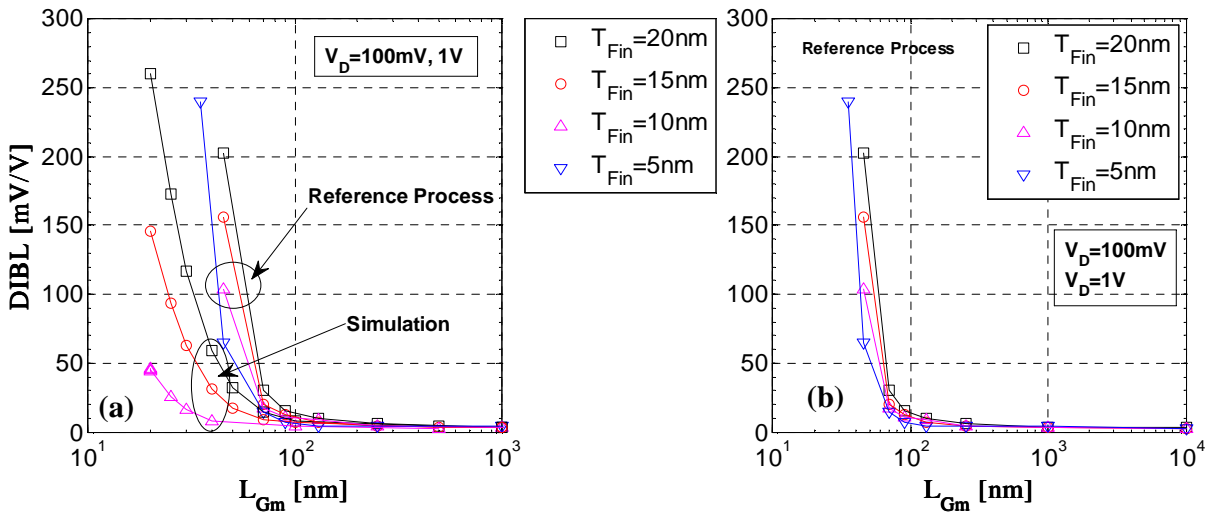 300
250
200
150
100
50
0
DIBL [mV/V]
V_D=100mV, 1V
Reference Process
Simulation
(a)
10^1
10^2
10^3
L_Gm [nm]
T_Fin=20nm
T_Fin=15nm
T_Fin=10nm
T_Fin=5nm
300
250
200
150
100
50
0
Reference Process
T_Fin=20nm
T_Fin=15nm
T_Fin=10nm
T_Fin=5nm
V_D=100mV
V_D=1V
(b)
10^1
10^2
10^3
10^4
L_Gm [nm]